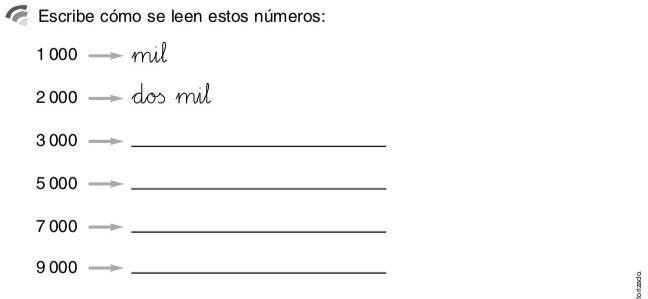 Escribe cómo se leen estos números:
1 000 mil
2 000 dos mil
3 000
5 000
7 000
9 000
torizado.